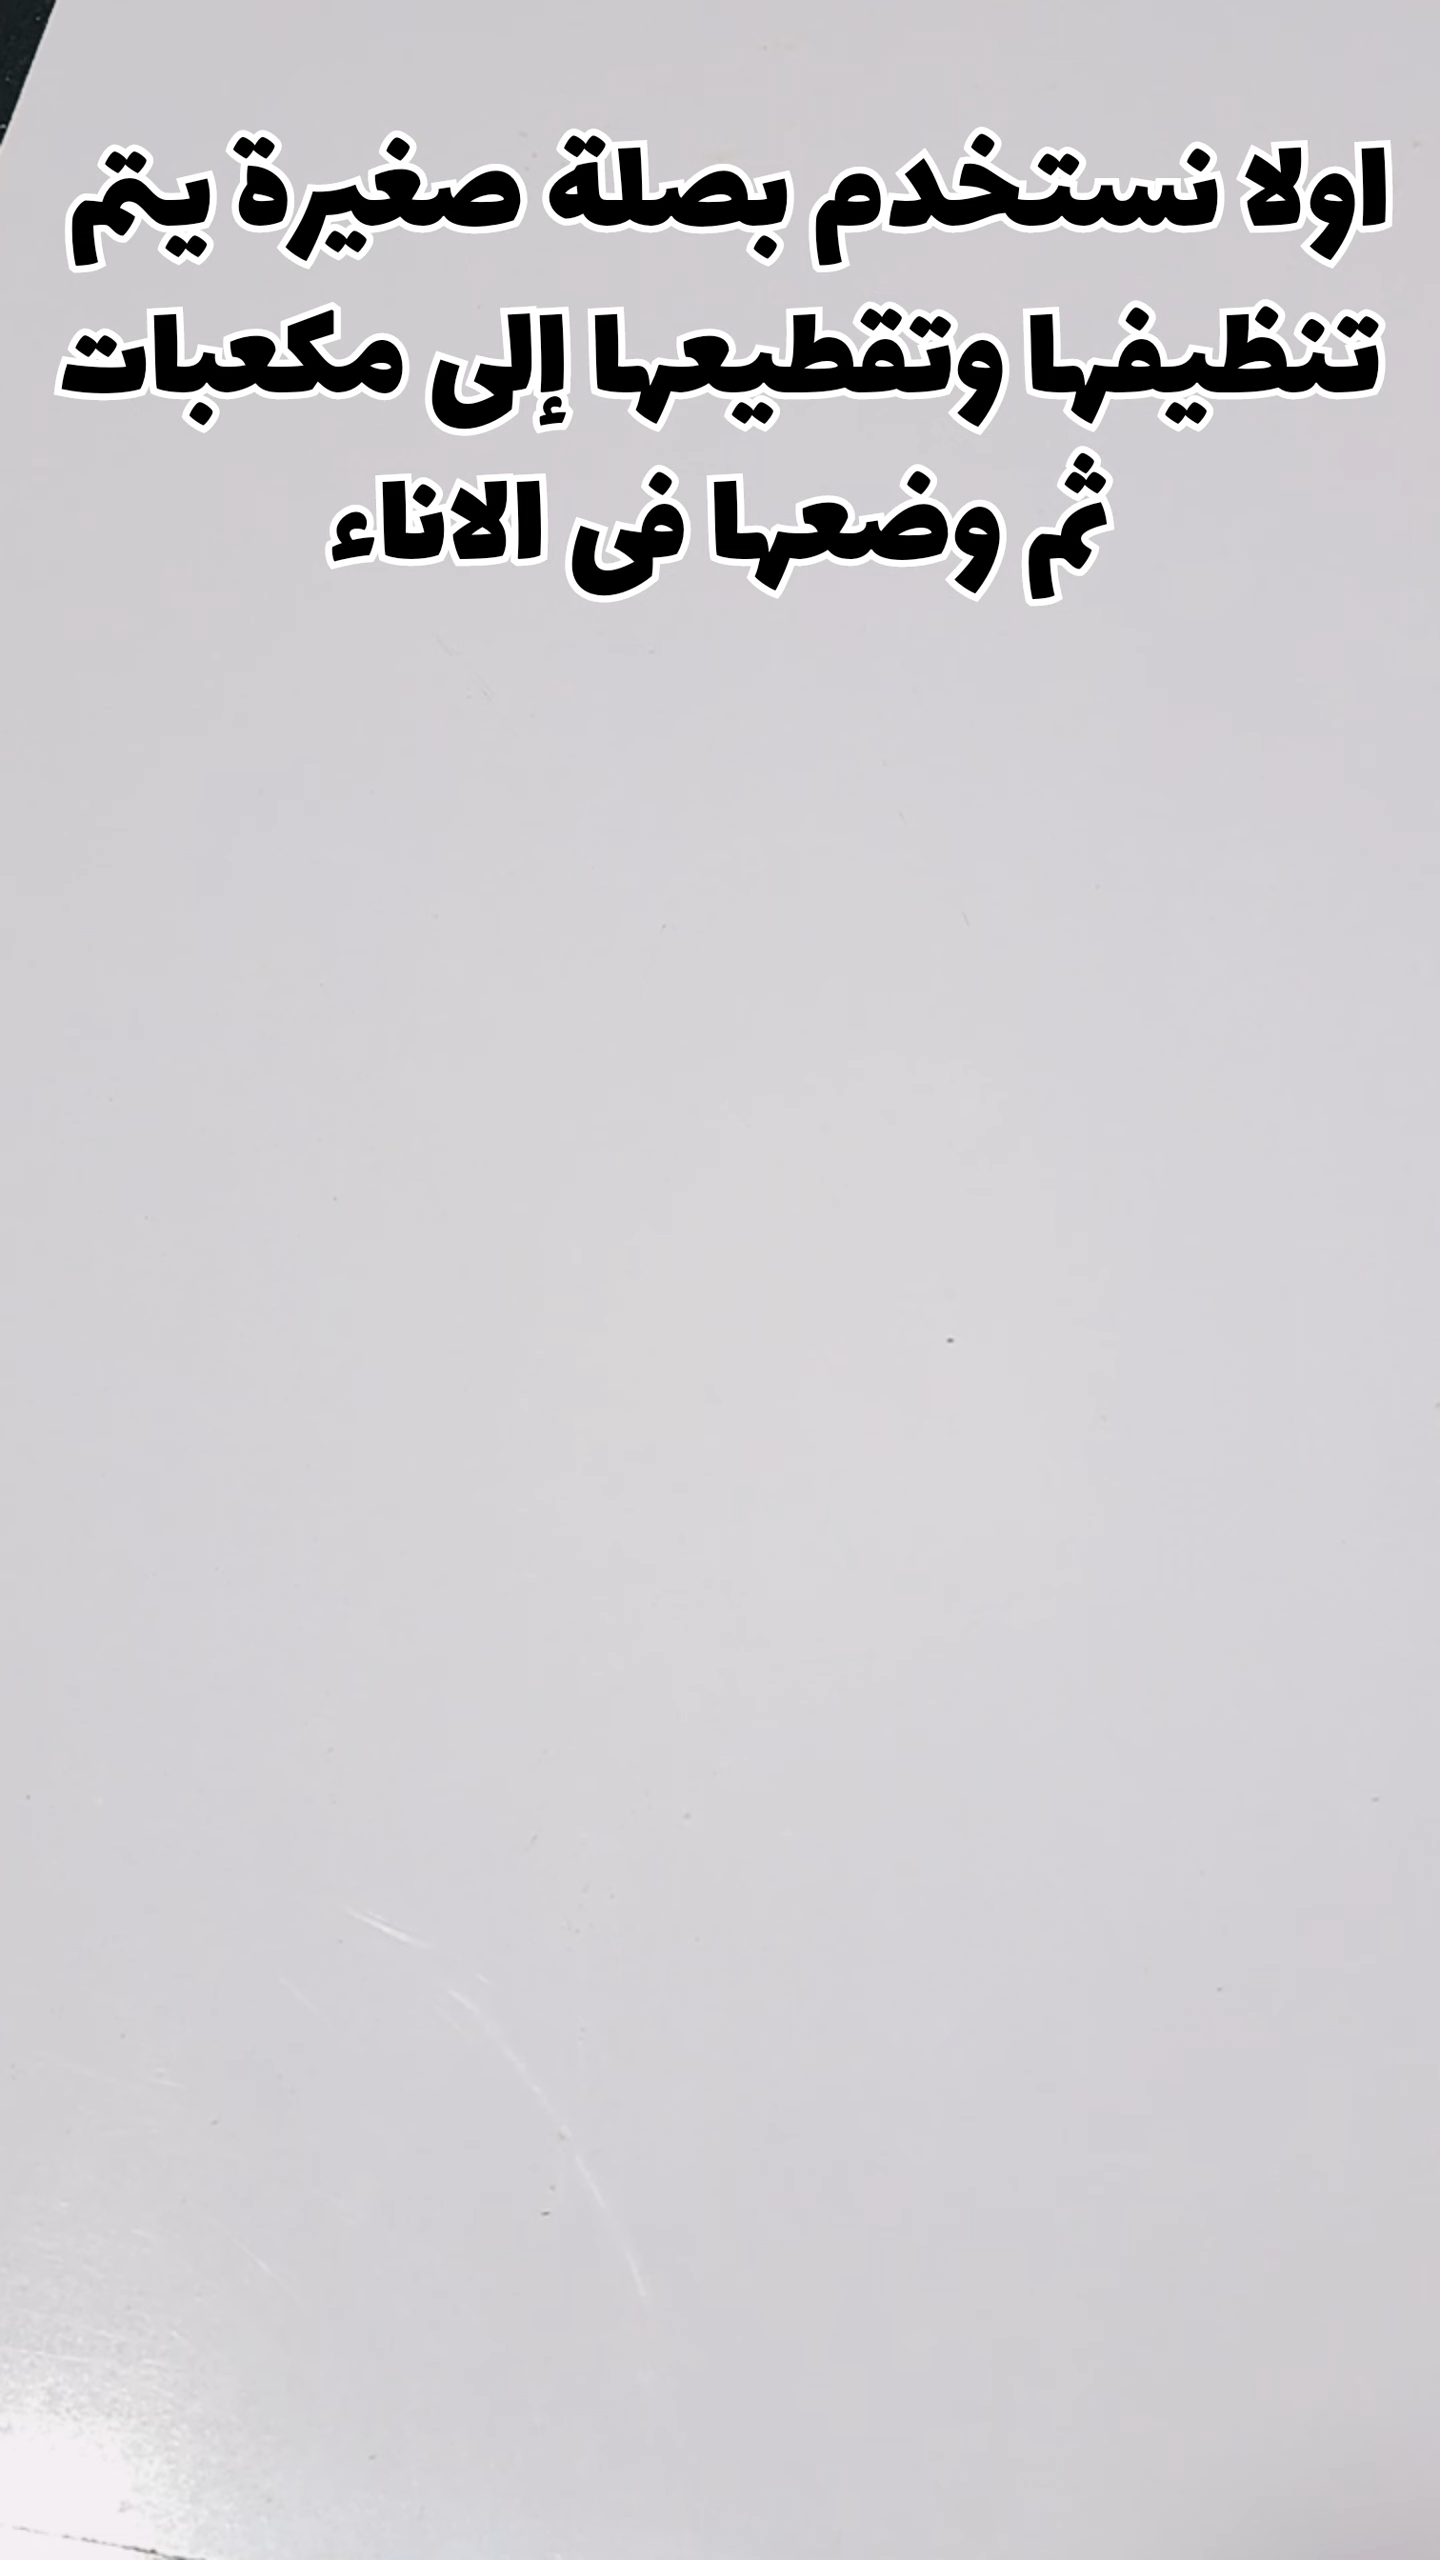 اولا نستخدم بصلة صغيرة يتم
تنظيفها وتقطيعها إلى مكعبات
ثم وضعها فى الاناء